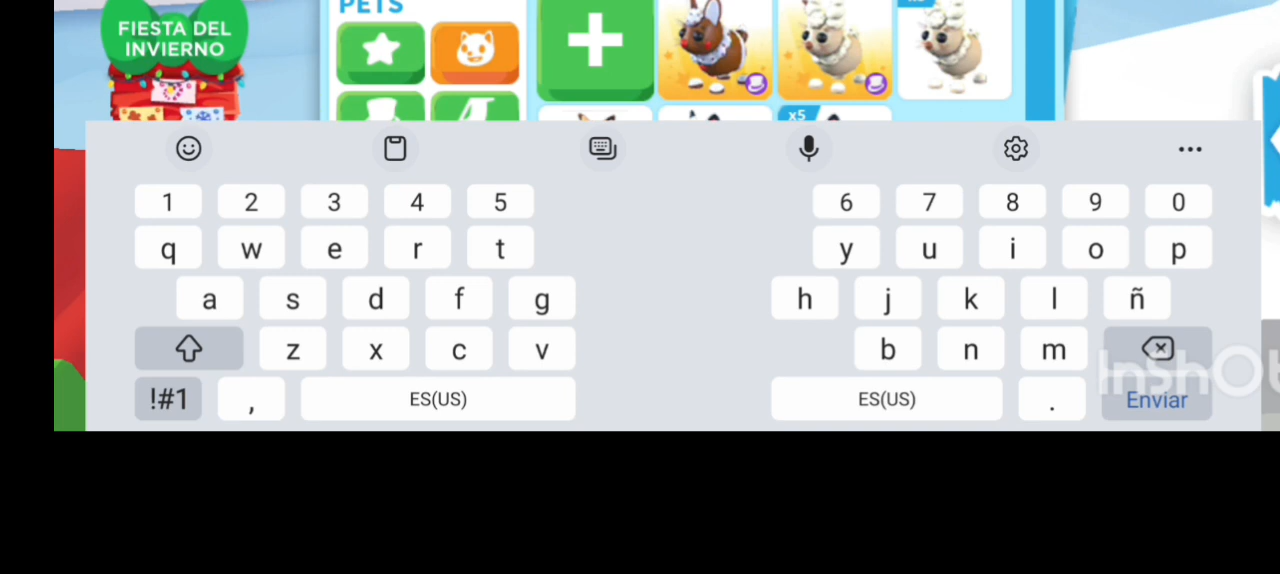 PETS
FIESTA DEL
INVIERNO
x5
1 2 3 4 5 6 7 8 9 0
q w e r t y u i o p
a s d f g h j k l ñ
z x c v b n m
!#1 , ES(US) ES(US) . Enviar